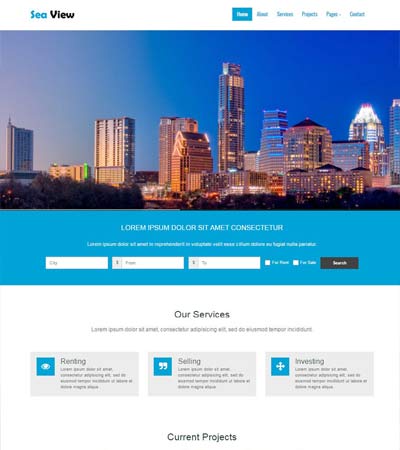 Sea View
Home About Services Projects Pages Contact
LOREM IPSUM DOLOR SIT AMET CONSECTETUR
Lorem ipsum dolor sit amet in reprehenderit in voluptate velit esse cillum dolore eu fugiat nulla pariatur.
City $ From $ To For Rent For Sale Search
Our Services
Lorem ipsum dolor sit amet, consectetur adipisicing elit, sed do eiusmod tempor incididunt.
Renting
Lorem ipsum dolor sit amet, consectetur adipisicing elit, sed do eiusmod tempor incididunt ut labore et dolore magna aliqua
Selling
Lorem ipsum dolor sit amet, consectetur adipisicing elit, sed do eiusmod tempor incididunt ut labore et dolore magna aliqua
Investing
Lorem ipsum dolor sit amet, consectetur adipisicing elit, sed do eiusmod tempor incididunt ut labore et dolore magna aliqua
Current Projects